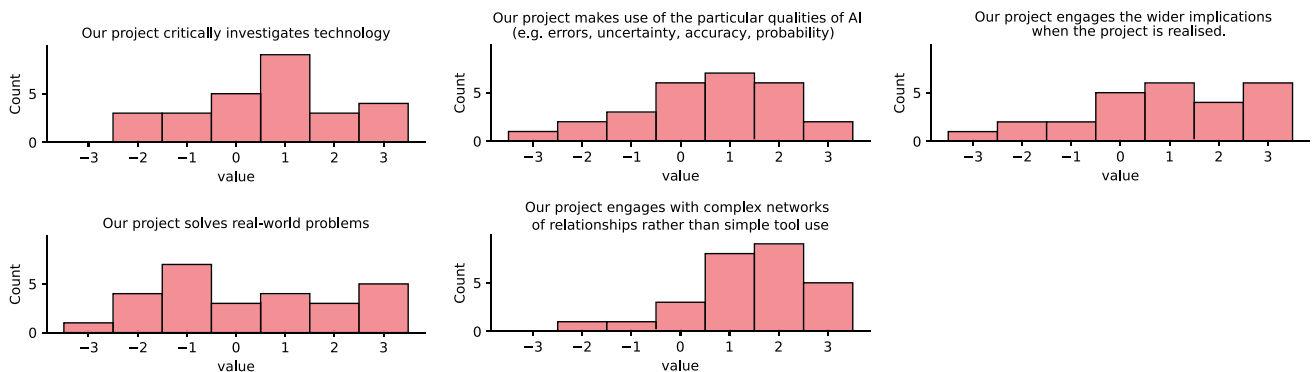 Our project critically investigates technology
Count
5
0
−3 −2 −1 0 1 2 3
value
Our project makes use of the particular qualities of AI
(e.g. errors, uncertainty, accuracy, probability)
Count
5
0
−3 −2 −1 0 1 2 3
value
Our project engages the wider implications
when the project is realised.
Count
5
0
−3 −2 −1 0 1 2 3
value
Our project solves real-world problems
Count
5
0
−3 −2 −1 0 1 2 3
value
Our project engages with complex networks
of relationships rather than simple tool use
Count
5
0
−3 −2 −1 0 1 2 3
value